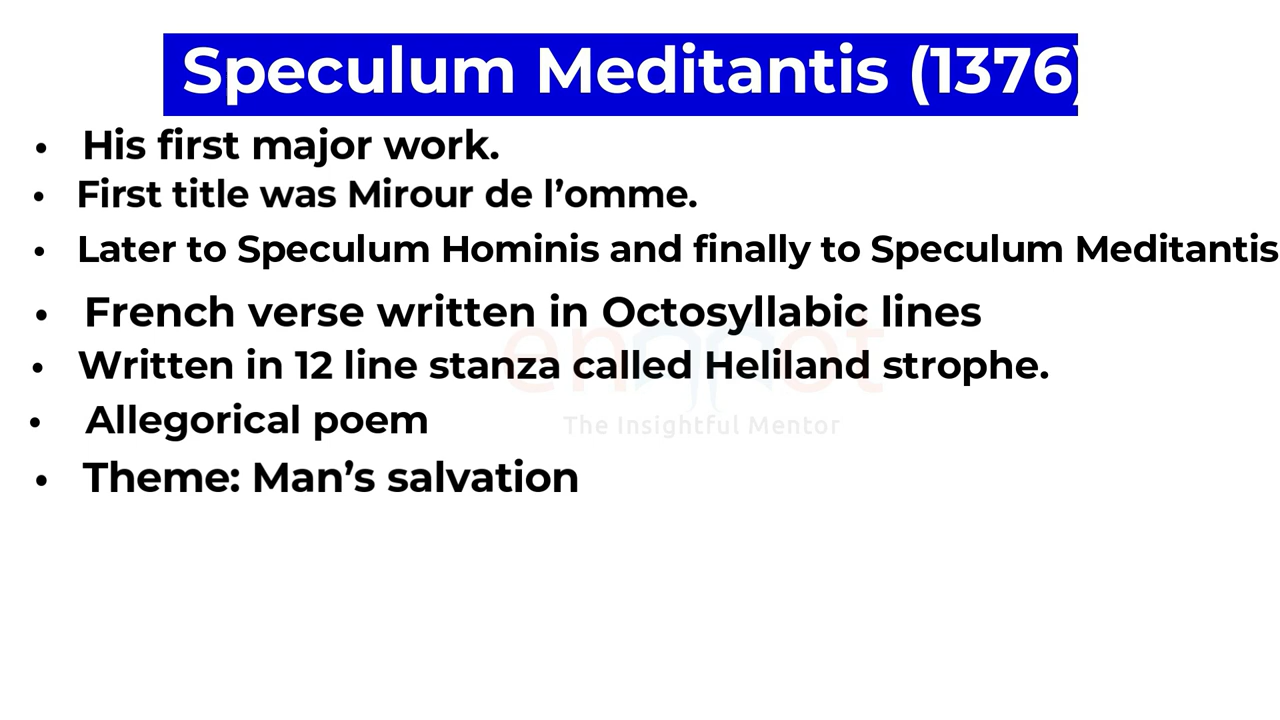 Speculum Meditantis (1376)
• His first major work.
• First title was Mirour de l’omme.
• Later to Speculum Hominis and finally to Speculum Meditantis
• French verse written in Octosyllabic lines
• Written in 12 line stanza called Heliland strophe.
• Allegorical poem
The Insightful Mentor
• Theme: Man’s salvation